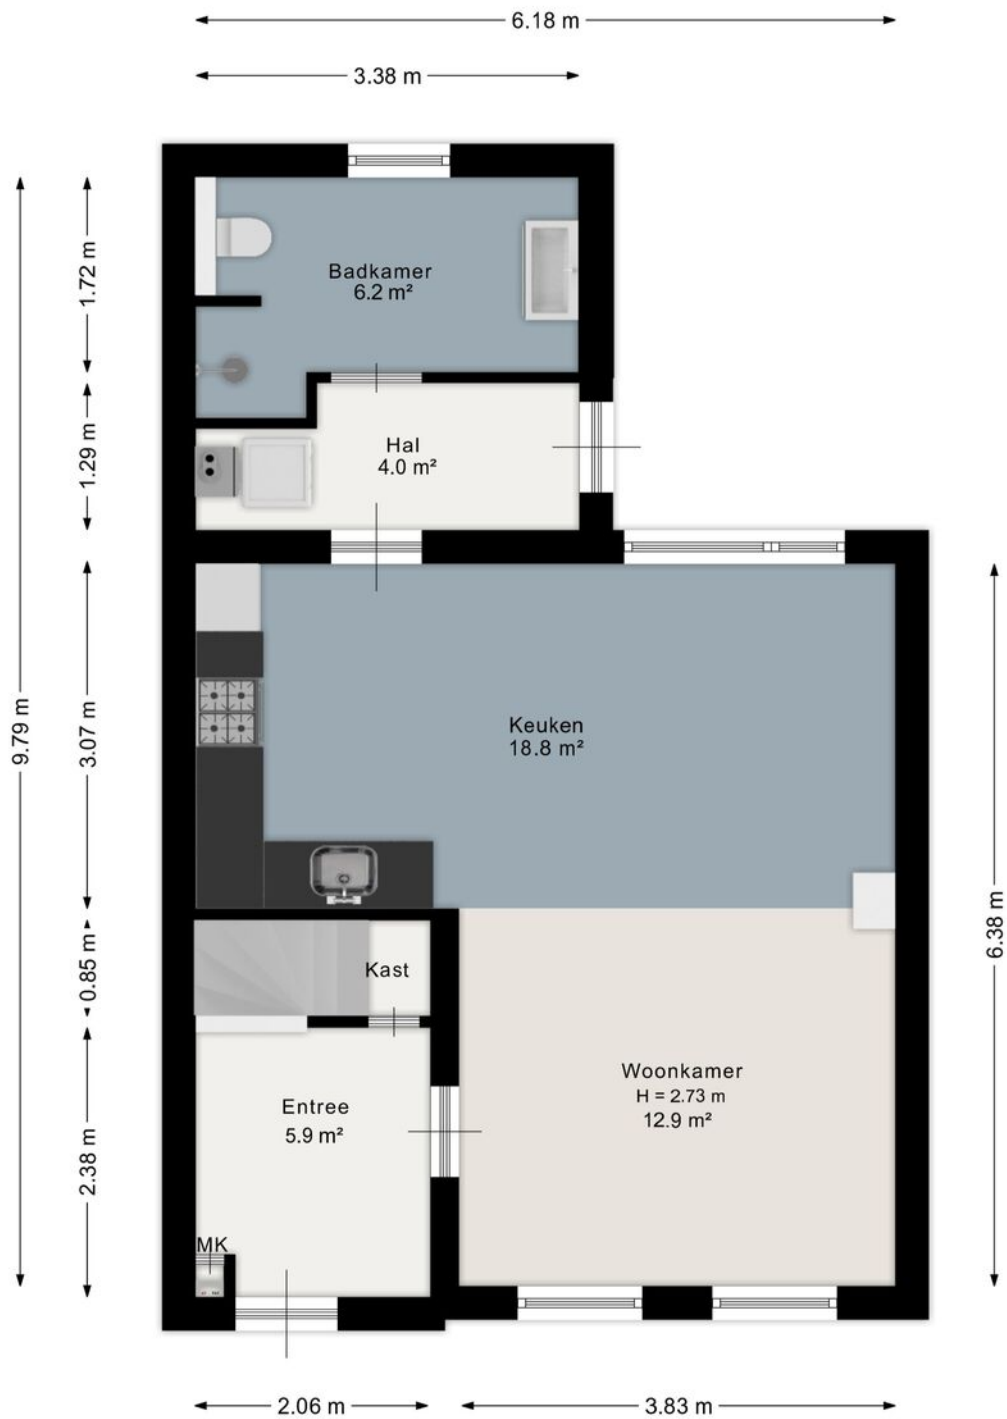 6.18 m
3.38 m
1.72 m
Badkamer
6.2 m²
1.29 m
Hal
4.0 m²
9.79 m
3.07 m
Keuken
18.8 m²
6.38 m
0.85 m
Kast
Woonkamer
H = 2.73 m
12.9 m²
Entree
5.9 m²
2.38 m
MK
2.06 m
3.83 m